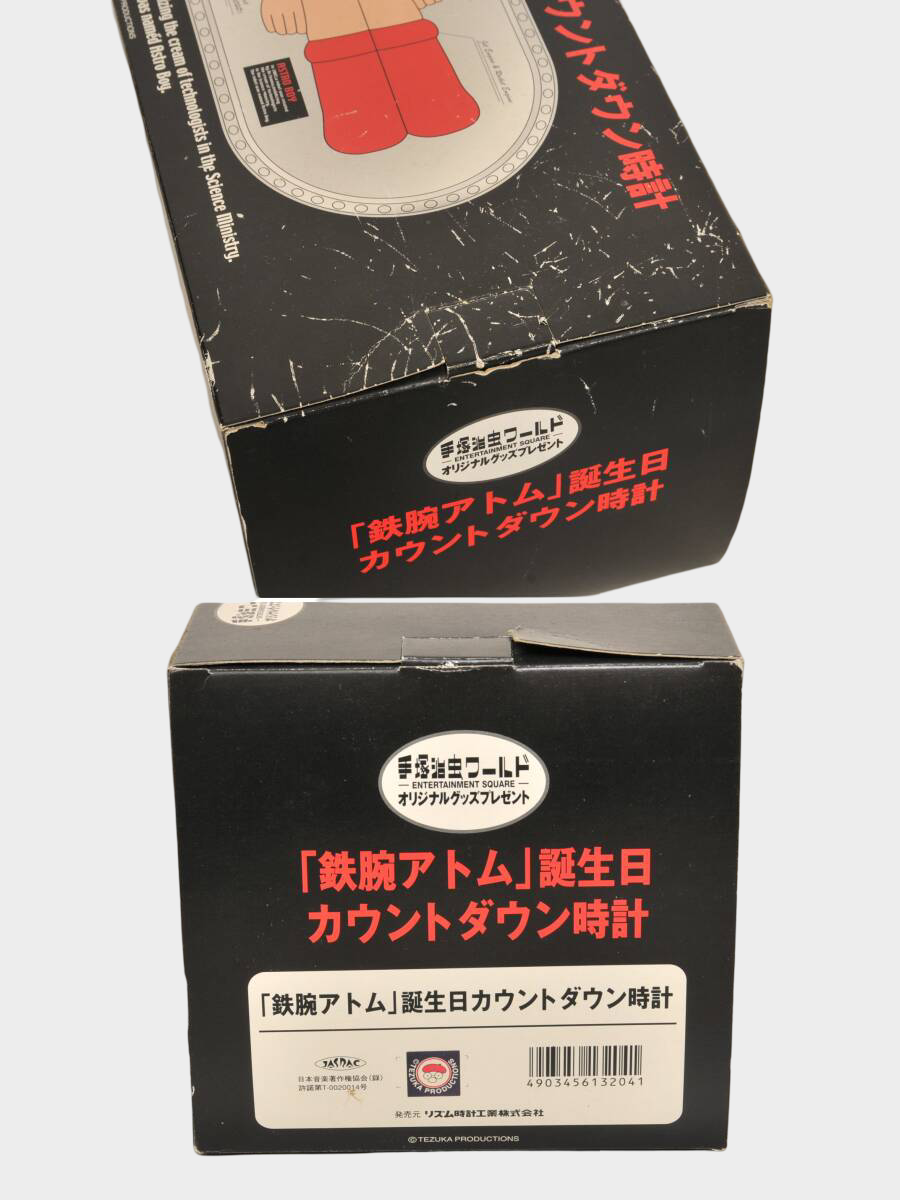 PRODUCTIONS
izing the cream of technologists in the Science Ministry.
was named Astro Boy.
ASTRO BOY
ウントダウン時計
手塚治虫ワールド
ENTERTAINMENT SQUARE
オリジナルグッズプレゼント
「鉄腕アトム」誕生日
カウントダウン時計
手塚治虫ワールド
ENTERTAINMENT SQUARE
オリジナルグッズプレゼント
「鉄腕アトム」誕生日
カウントダウン時計
「鉄腕アトム」誕生日カウントダウン時計
JASRAC
日本音楽著作権協会(録)
許諾第T-0020014号
©TEZUKA PRODUCTIONS
4903456132041
発売元 リズム時計工業株式会社
©TEZUKA PRODUCTIONS